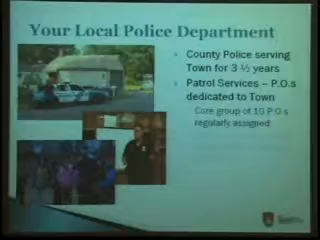 Your Local Police Department
County Police serving
Town for 3 ½ years
Patrol Services – P.O.s
dedicated to Town
Core group of 10 P.O.s
regularly assigned